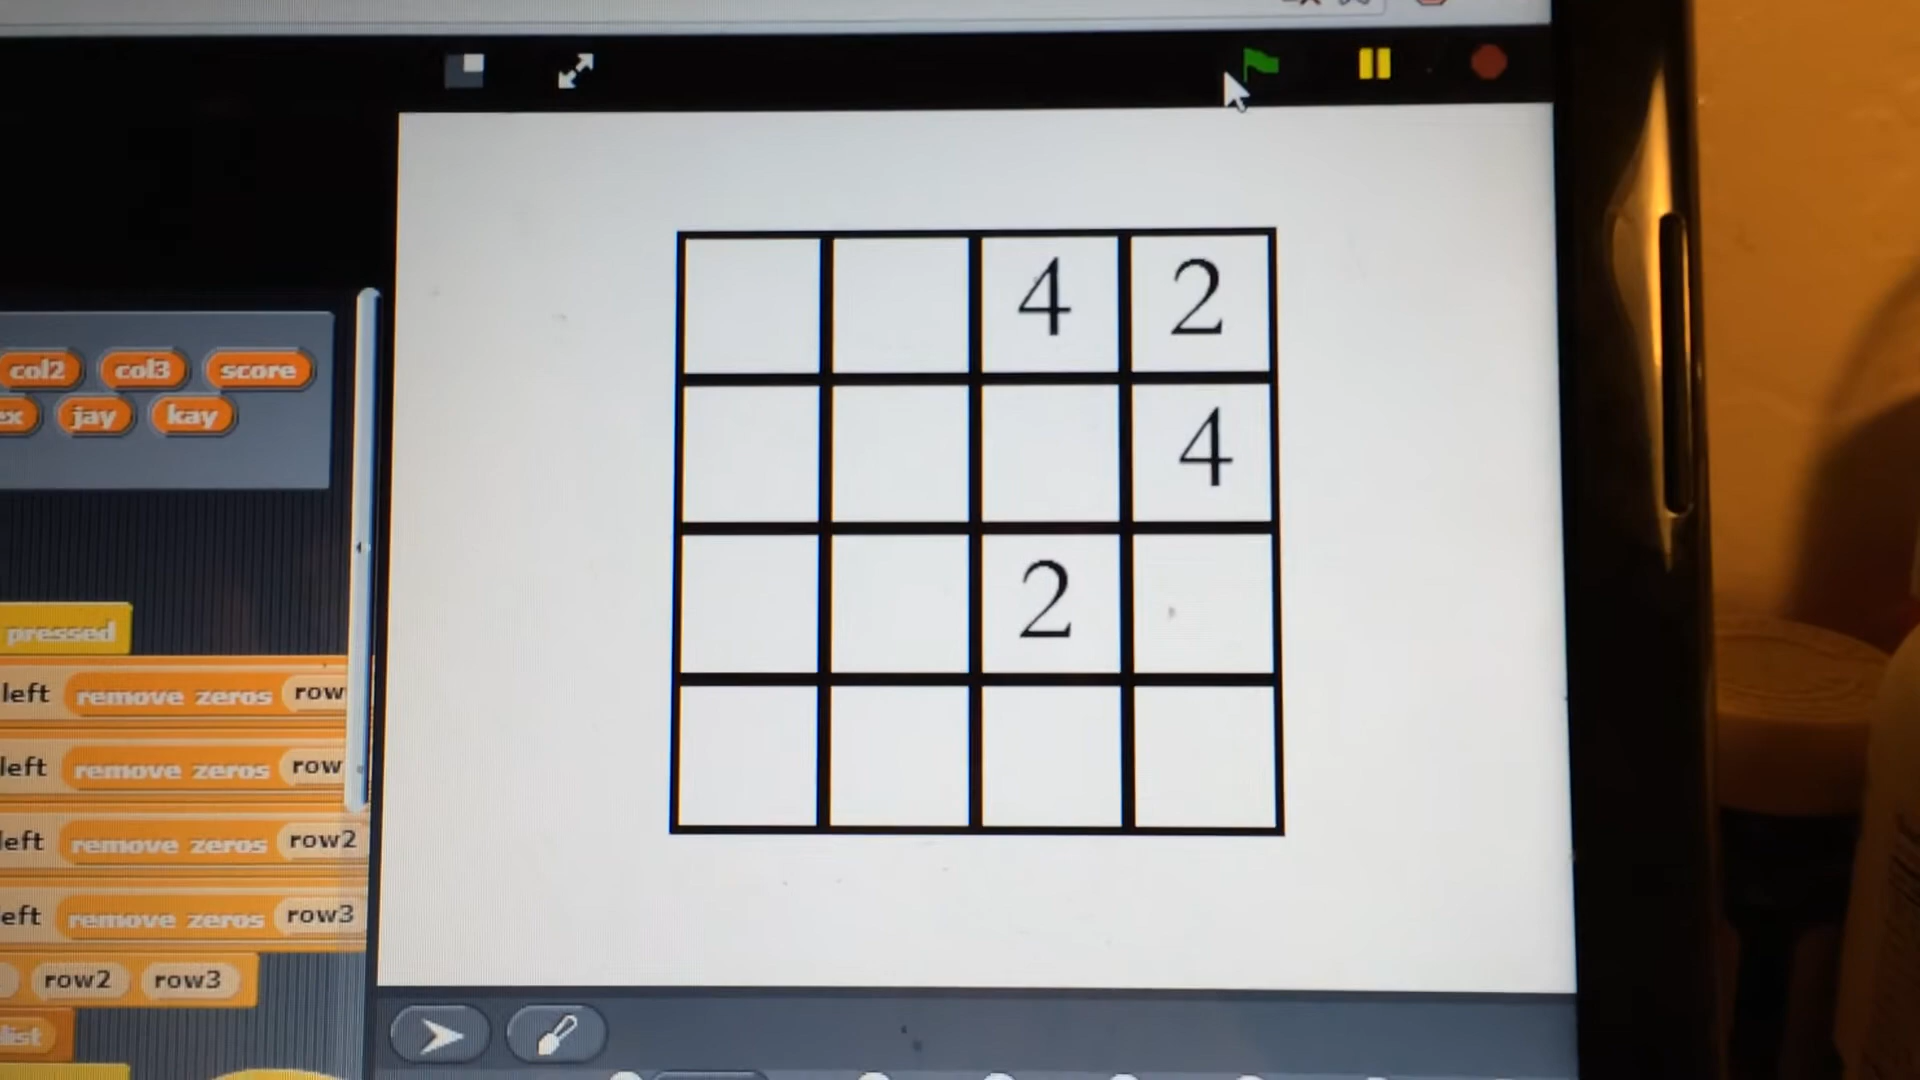 4 2
4
2
col2 col3 score
ex jay kay
pressed
left remove zeros row
left remove zeros row
left remove zeros row2
left remove zeros row3
row2 row3
list